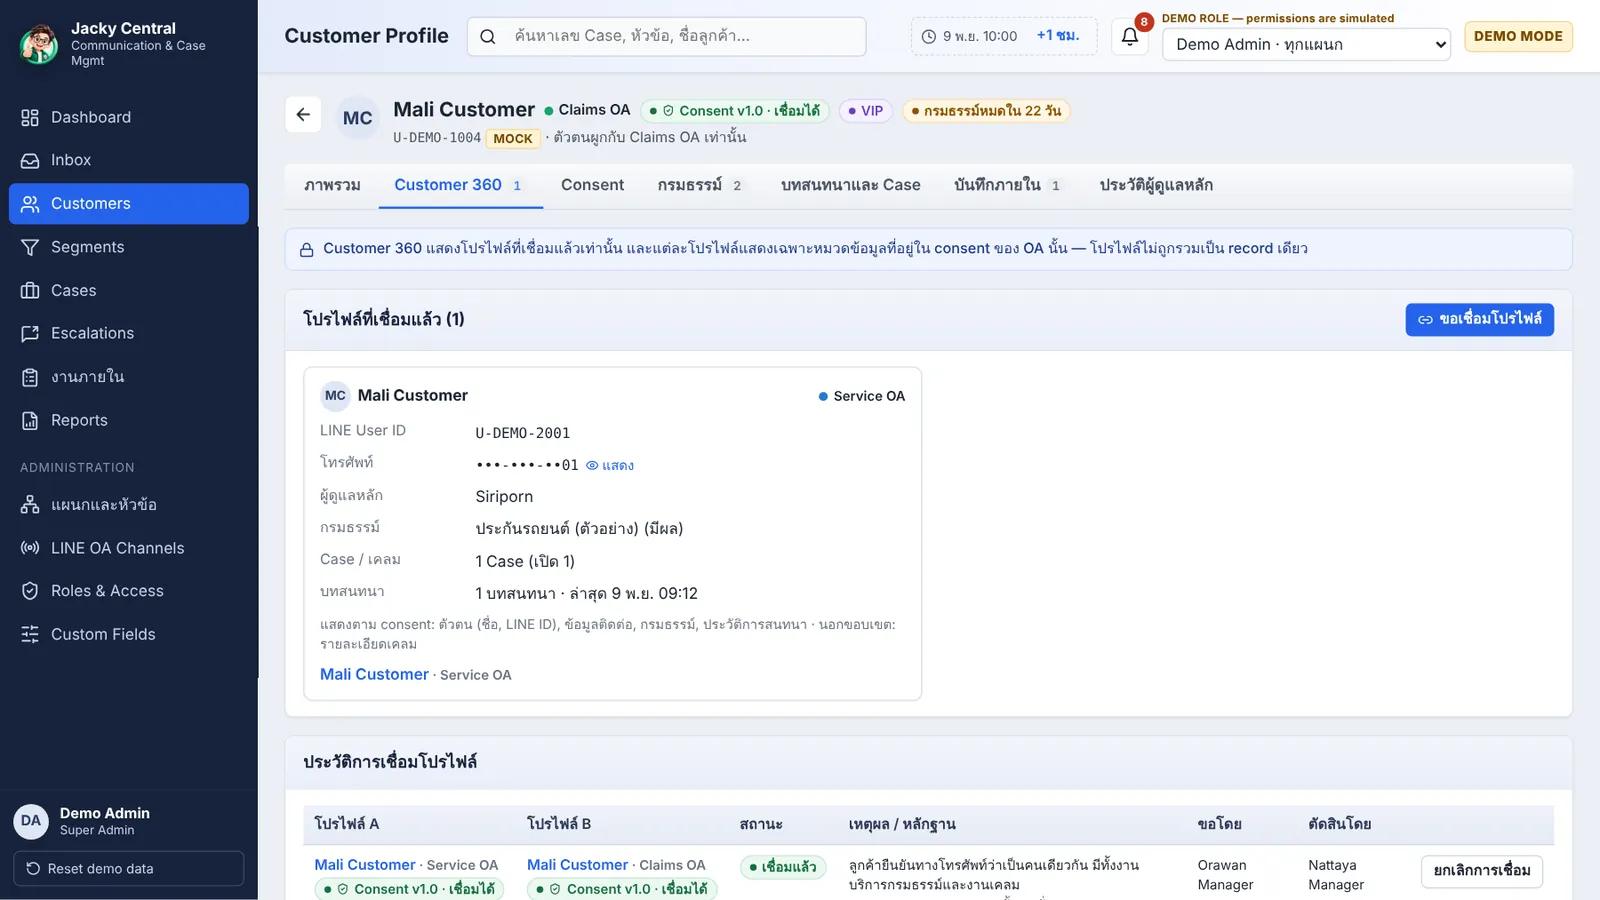 Jacky Central
Communication & Case
Mgmt
Dashboard
Inbox
Customers
Segments
Cases
Escalations
งานภายใน
Reports
ADMINISTRATION
แผนกและหัวข้อ
LINE OA Channels
Roles & Access
Custom Fields
DA
Demo Admin
Super Admin
Reset demo data
Customer Profile
ค้นหาเลข Case, หัวข้อ, ชื่อลูกค้า...
9 พ.ย. 10:00 +1 ชม.
8
DEMO ROLE — permissions are simulated
Demo Admin · ทุกแผนก
DEMO MODE
MC
Mali Customer Claims OA Consent v1.0 · เชื่อมได้ VIP กรมธรรม์หมดใน 22 วัน
U-DEMO-1004 MOCK · ตัวตนผูกกับ Claims OA เท่านั้น
ภาพรวม Customer 360 1 Consent กรมธรรม์ 2 บทสนทนาและ Case บันทึกภายใน 1 ประวัติผู้ดูแลหลัก
Customer 360 แสดงโปรไฟล์ที่เชื่อมแล้วเท่านั้น และแต่ละโปรไฟล์แสดงเฉพาะหมวดข้อมูลที่อยู่ใน consent ของ OA นั้น — โปรไฟล์ไม่ถูกรวมเป็น record เดียว
โปรไฟล์ที่เชื่อมแล้ว (1)
ขอเชื่อมโปรไฟล์
MC Mali Customer Service OA
LINE User ID U-DEMO-2001
โทรศัพท์ •••-•••-••01 แสดง
ผู้ดูแลหลัก Siriporn
กรมธรรม์ ประกันรถยนต์ (ตัวอย่าง) (มีผล)
Case / เคลม 1 Case (เปิด 1)
บทสนทนา 1 บทสนทนา · ล่าสุด 9 พ.ย. 09:12
แสดงตาม consent: ตัวตน (ชื่อ, LINE ID), ข้อมูลติดต่อ, กรมธรรม์, ประวัติการสนทนา · นอกขอบเขต:
รายละเอียดเคลม
Mali Customer · Service OA
ประวัติการเชื่อมโปรไฟล์
โปรไฟล์ A โปรไฟล์ B สถานะ เหตุผล / หลักฐาน ขอโดย ตัดสินโดย
Mali Customer · Service OA Mali Customer · Claims OA เชื่อมแล้ว ลูกค้ายืนยันทางโทรศัพท์ว่าเป็นคนเดียวกัน มีทั้งงาน Orawan Nattaya ยกเลิกการเชื่อม
Consent v1.0 · เชื่อมได้ Consent v1.0 · เชื่อมได้ บริการกรมธรรม์และงานเคลม Manager Manager